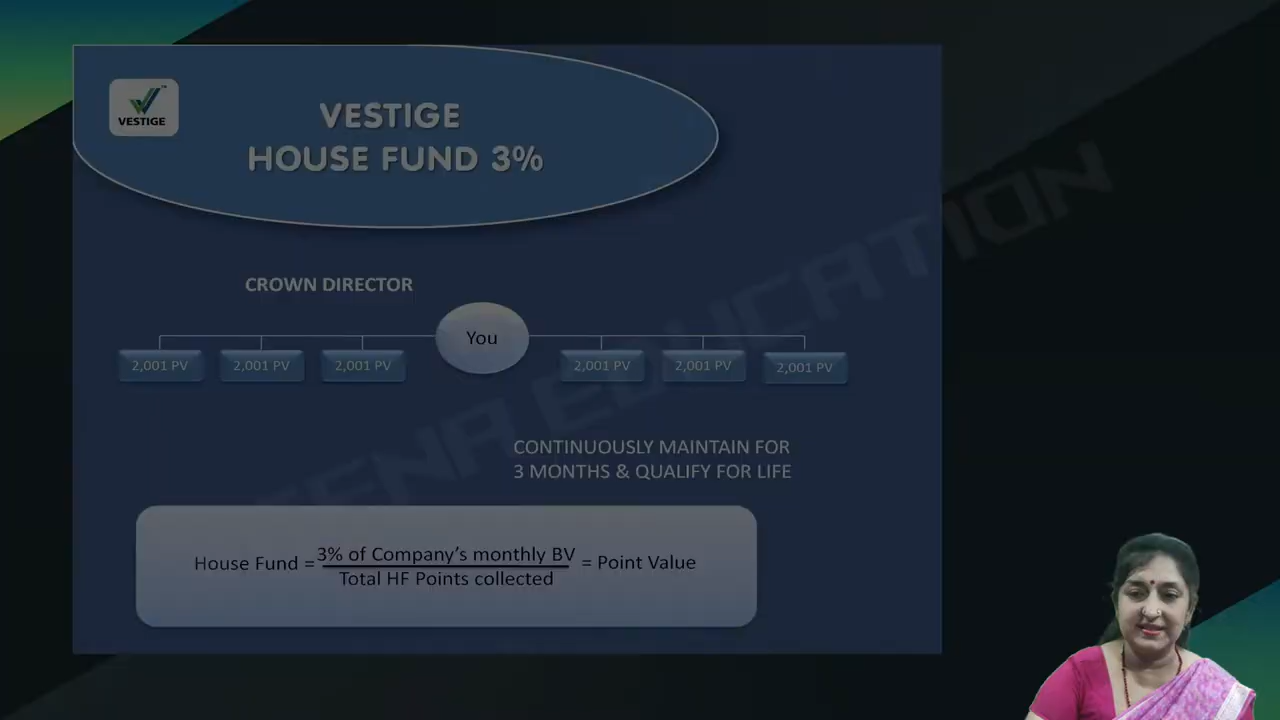 VESTIGE
VESTIGE
HOUSE FUND 3%
CROWN DIRECTOR
You
2,001 PV
2,001 PV
2,001 PV
2,001 PV
2,001 PV
2,001 PV
CONTINUOUSLY MAINTAIN FOR
3 MONTHS & QUALIFY FOR LIFE
House Fund = 3% of Company's monthly BV = Point Value
Total HF Points collected
EDUCATION